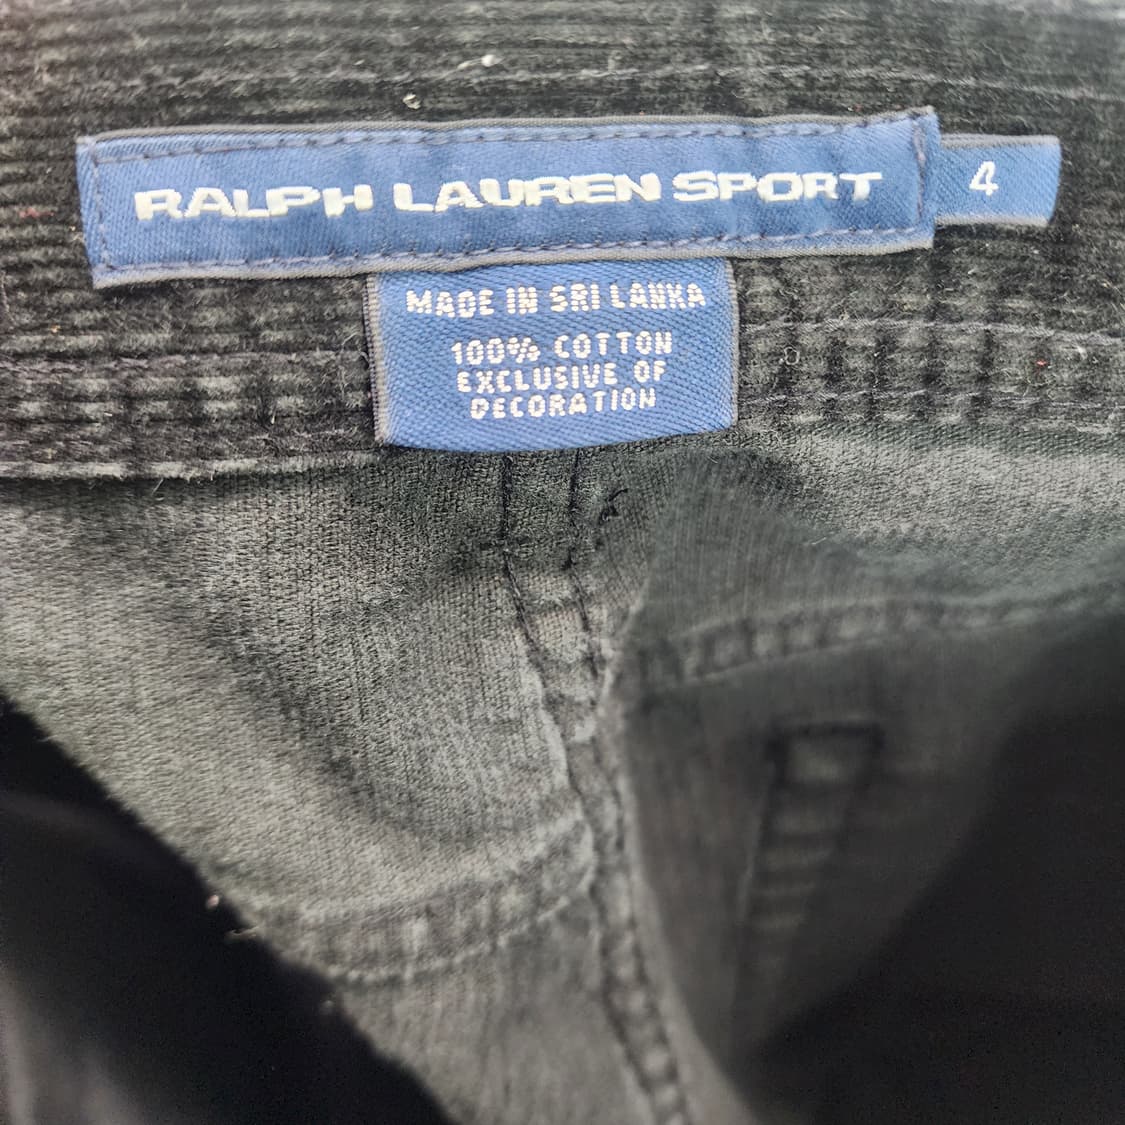 RALPH LAUREN SPORT
4
MADE IN SRI LANKA
100% COTTON
EXCLUSIVE OF
DECORATION